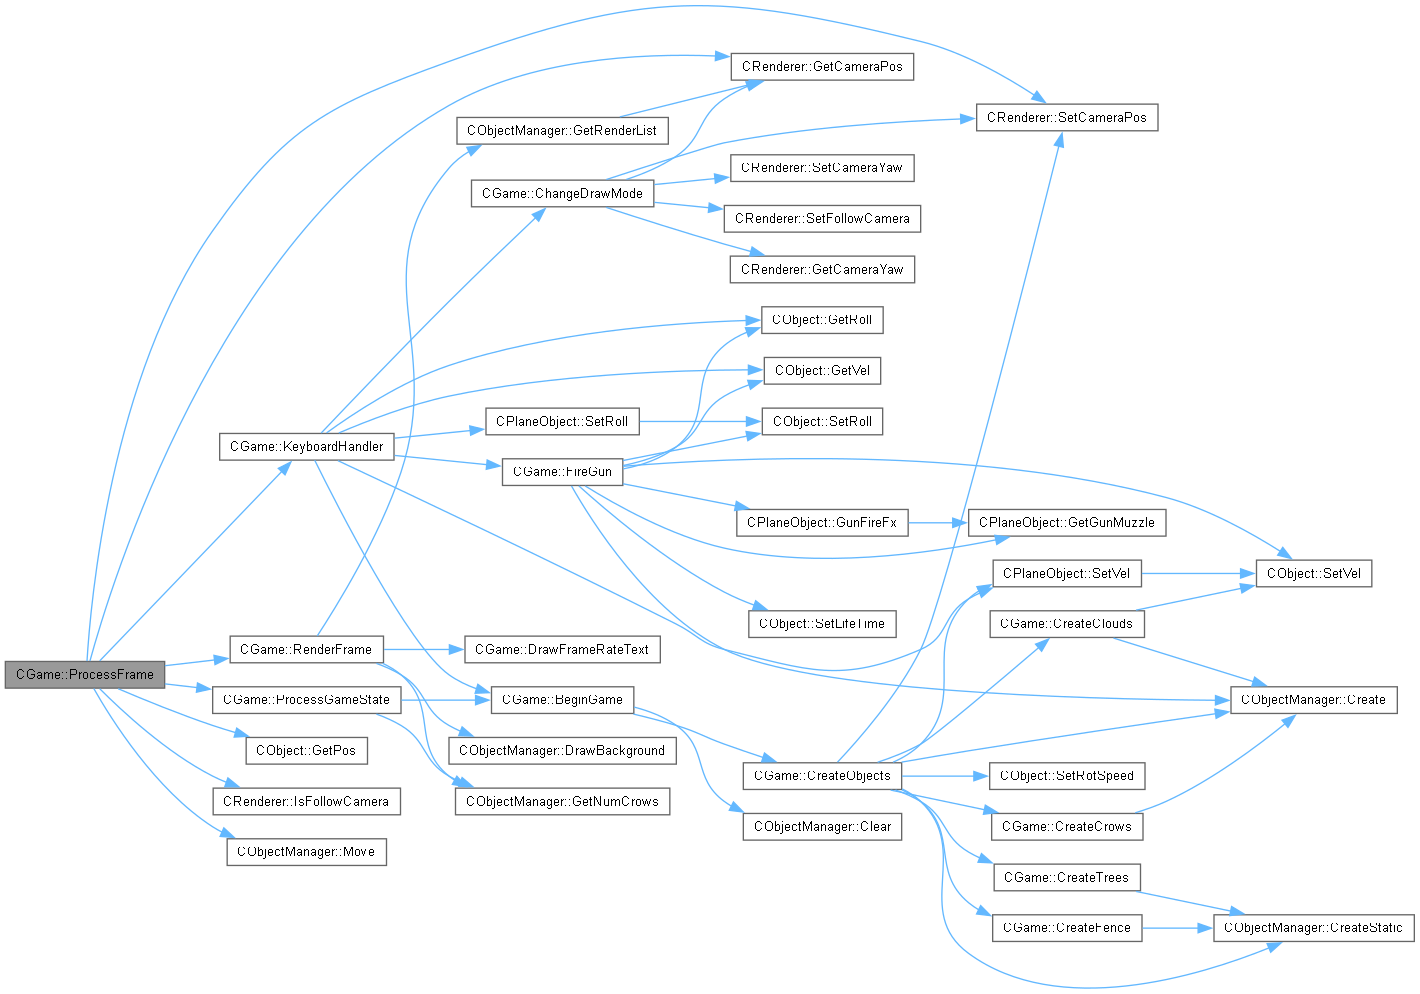 CRenderer::GetCameraPos
CRenderer::SetCameraPos
CObjectManager::GetRenderList
CRenderer::SetCameraYaw
CGame::ChangeDrawMode
CRenderer::SetFollowCamera
CRenderer::GetCameraYaw
CObject::GetRoll
CObject::GetVel
CPlaneObject::SetRoll
CObject::SetRoll
CGame::KeyboardHandler
CGame::FireGun
CPlaneObject::GunFireFx
CPlaneObject::GetGunMuzzle
CPlaneObject::SetVel
CObject::SetVel
CObject::SetLifeTime
CGame::CreateClouds
CGame::RenderFrame
CGame::DrawFrameRateText
CGame::ProcessFrame
CGame::ProcessGameState
CGame::BeginGame
CObjectManager::Create
CObject::GetPos
CObjectManager::DrawBackground
CGame::CreateObjects
CObject::SetRotSpeed
CRenderer::IsFollowCamera
CObjectManager::GetNumCrows
CObjectManager::Clear
CGame::CreateCrows
CObjectManager::Move
CGame::CreateTrees
CGame::CreateFence
CObjectManager::CreateStatic